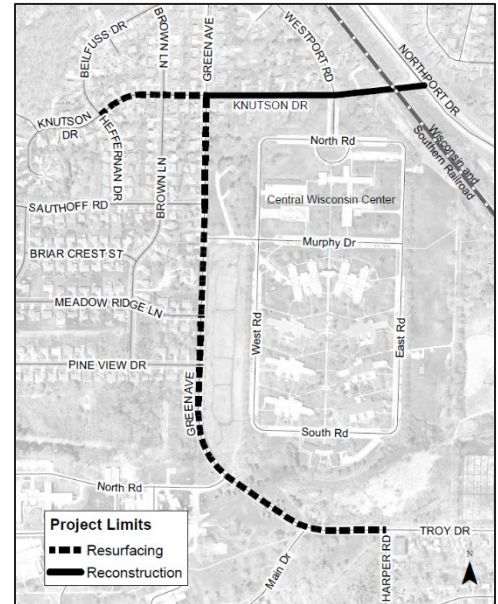 BEILFUSS DR
BROWN LN
GREEN AVE
WESTPORT RD
NORTHPORT DR
KNUTSON
DR
HEFFERNAN DR
KNUTSON DR
Wisconsin and
Southern Railroad
North Rd
Central Wisconsin Center
SAUTHOFF RD
BROWN LN
Murphy Dr
BRIAR CREST ST
MEADOW RIDGE LN
West Rd
East Rd
PINE VIEW DR
GREEN AVE
South Rd
North Rd
Main Dr
HARPER RD
TROY DR
Project Limits
Resurfacing
Reconstruction
N